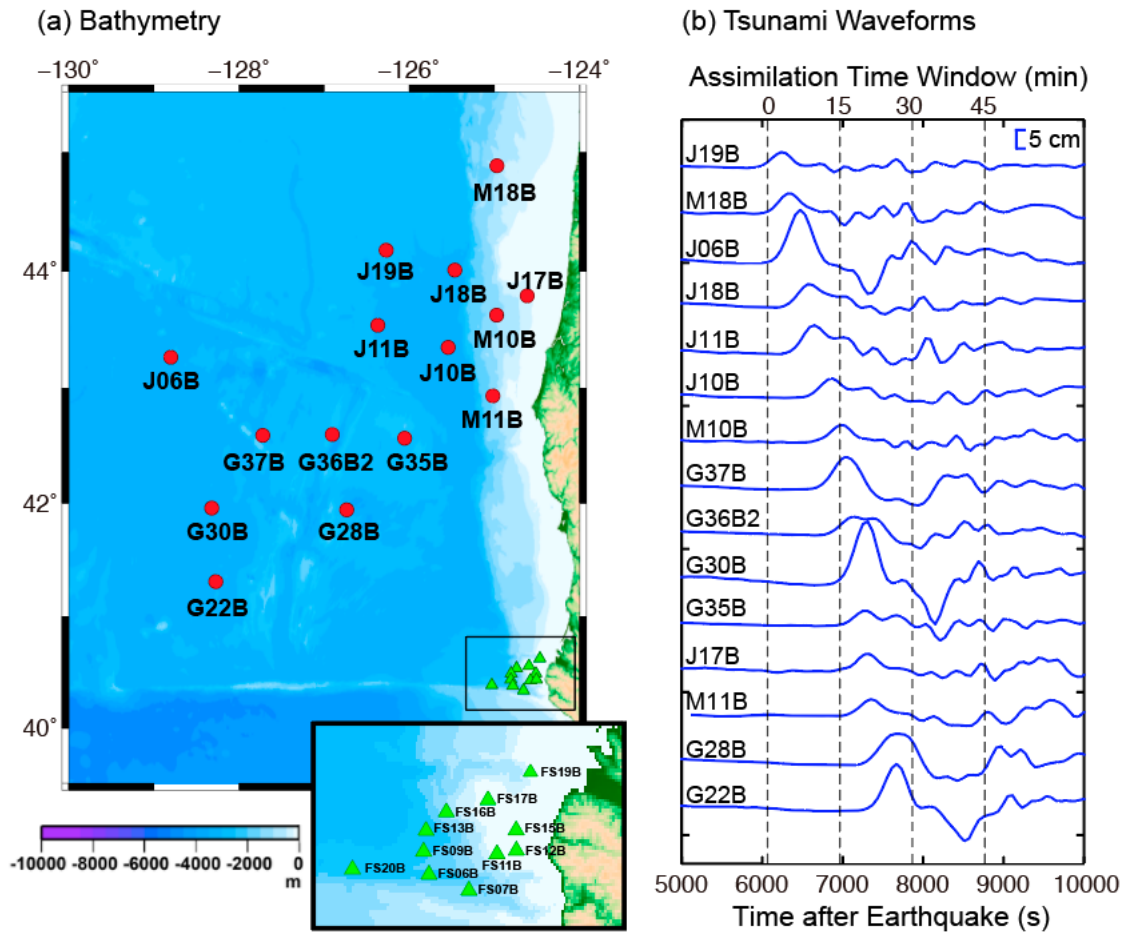 (a) Bathymetry
−130˚ −128˚ −126˚ −124˚
44˚
42˚
40˚
M18B
J19B
J18B
J17B
M10B
J11B
J10B
J06B
M11B
G37B
G36B2
G35B
G30B
G28B
G22B
FS19B
FS17B
FS16B
FS13B
FS15B
FS09B
FS12B
FS11B
FS20B
FS06B
FS07B
-10000 -8000 -6000 -4000 -2000 0
m
(b) Tsunami Waveforms
Assimilation Time Window (min)
0 15 30 45
5 cm
J19B
M18B
J06B
J18B
J11B
J10B
M10B
G37B
G36B2
G30B
G35B
J17B
M11B
G28B
G22B
5000 6000 7000 8000 9000 10000
Time after Earthquake (s)